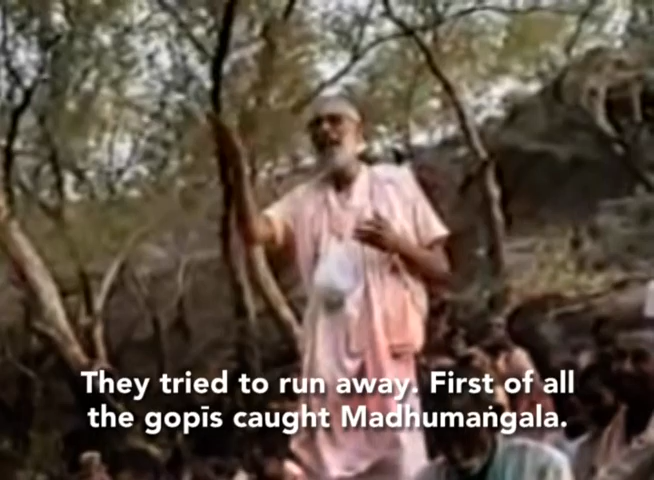 They tried to run away. First of all
the gopīs caught Madhumaṅgala.